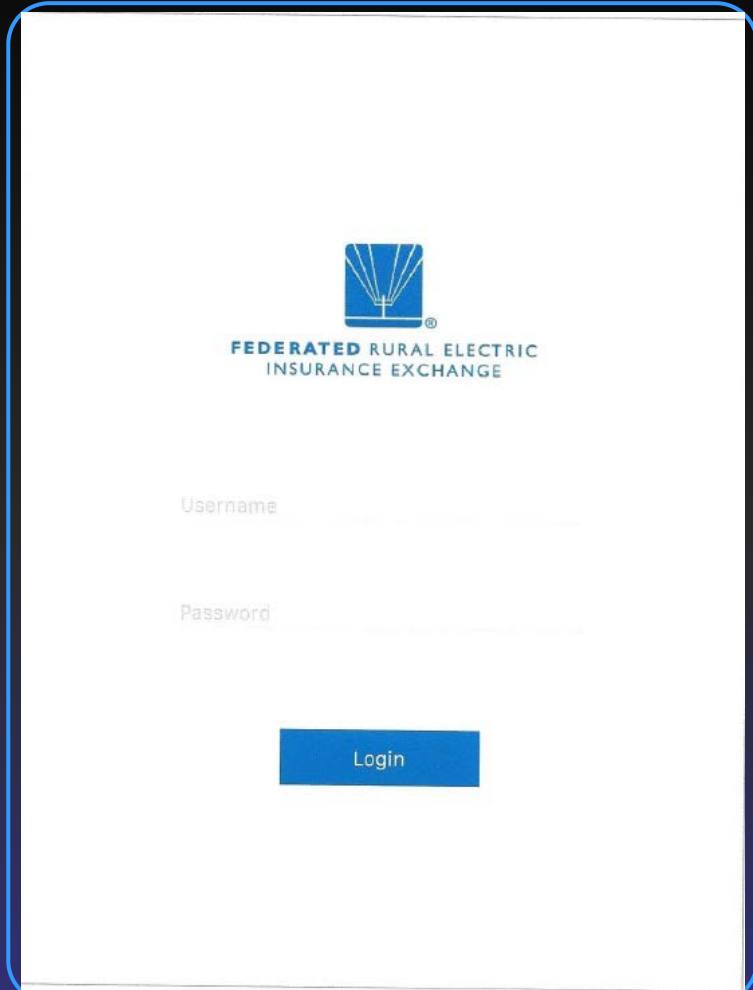 ®
FEDERATED RURAL ELECTRIC
INSURANCE EXCHANGE
Username
Password
Login